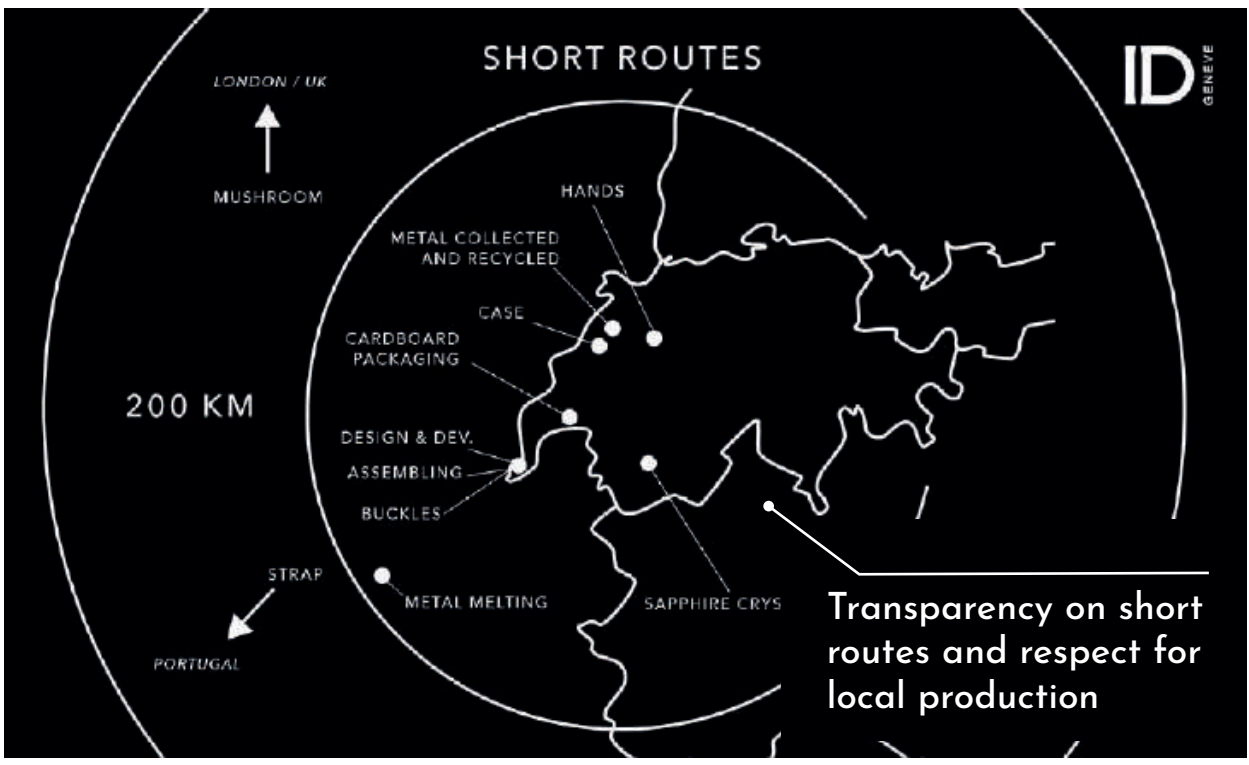 SHORT ROUTES
ID
GENEVE
LONDON / UK
MUSHROOM
HANDS
METAL COLLECTED
AND RECYCLED
CASE
CARDBOARD
PACKAGING
200 KM
DESIGN & DEV.
ASSEMBLING
BUCKLES
STRAP
PORTUGAL
METAL MELTING
SAPPHIRE CRYS
Transparency on short
routes and respect for
local production